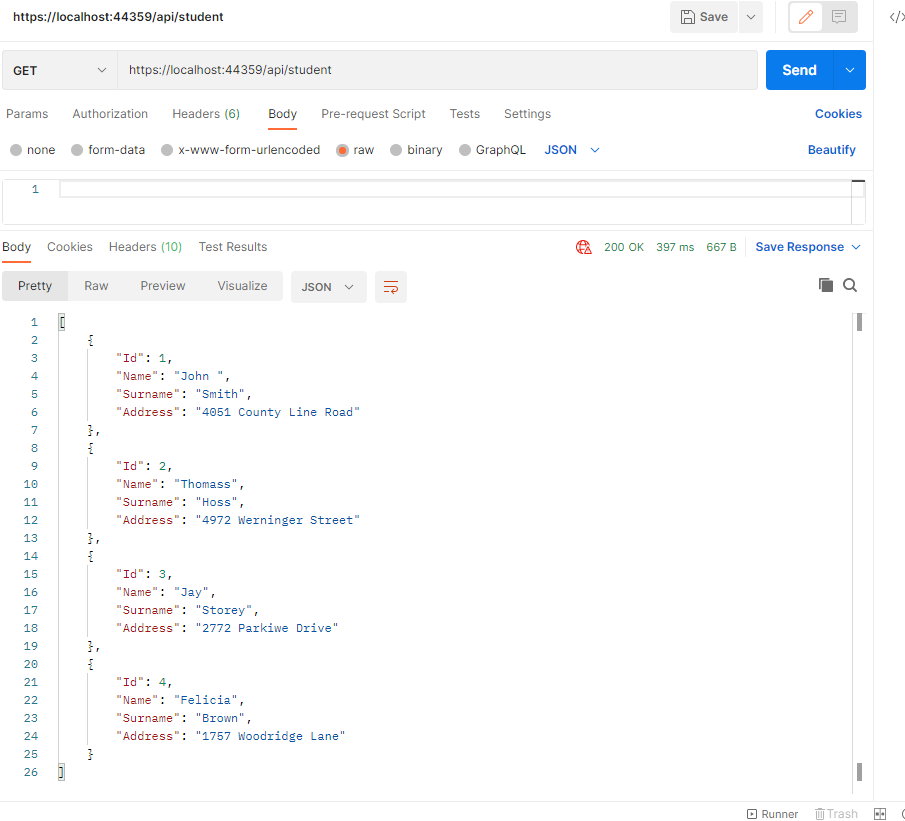 https://localhost:44359/api/student Save
GET https://localhost:44359/api/student Send
Params Authorization Headers (6) Body Pre-request Script Tests Settings Cookies
none form-data x-www-form-urlencoded raw binary GraphQL JSON Beautify
1
Body Cookies Headers (10) Test Results 200 OK 397 ms 667 B Save Response
Pretty Raw Preview Visualize JSON
1 [
2 {
3 "Id": 1,
4 "Name": "John ",
5 "Surname": "Smith",
6 "Address": "4051 County Line Road"
7 },
8 {
9 "Id": 2,
10 "Name": "Thomass",
11 "Surname": "Hoss",
12 "Address": "4972 Werninger Street"
13 },
14 {
15 "Id": 3,
16 "Name": "Jay",
17 "Surname": "Storey",
18 "Address": "2772 Parkiwe Drive"
19 },
20 {
21 "Id": 4,
22 "Name": "Felicia",
23 "Surname": "Brown",
24 "Address": "1757 Woodridge Lane"
25 }
26 ]
Runner Trash